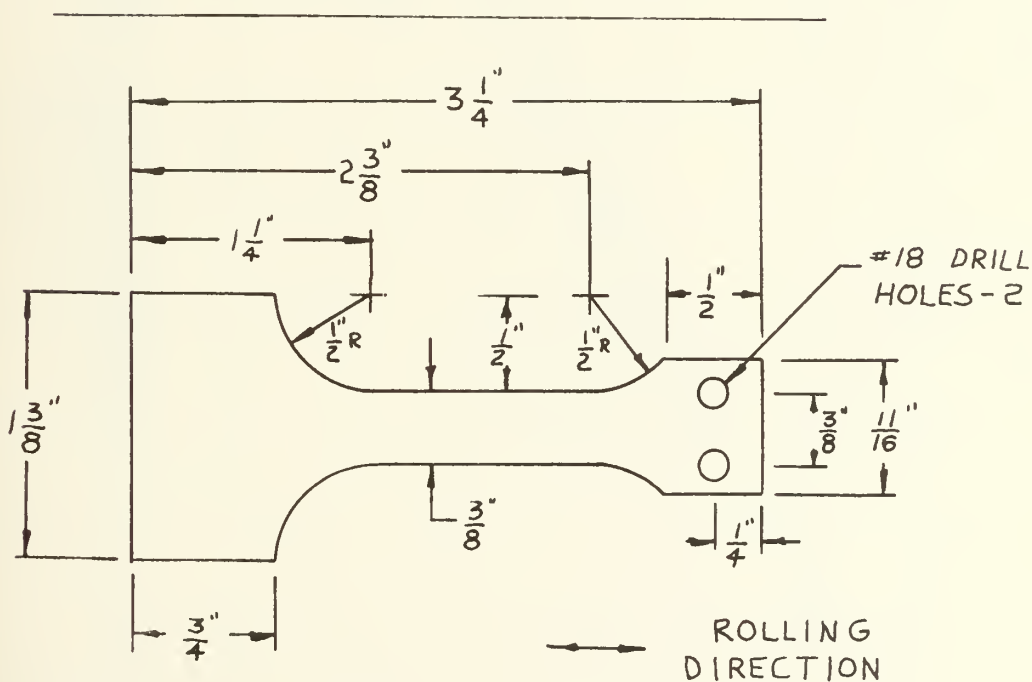 3 1/4"
2 3/8"
1 1/4"
#18 DRILL
HOLES-2
1/2"
1/2" R
1/2"
1/2" R
1 3/8"
3/8"
11/16"
3/8"
1/4"
3/4"
ROLLING
DIRECTION